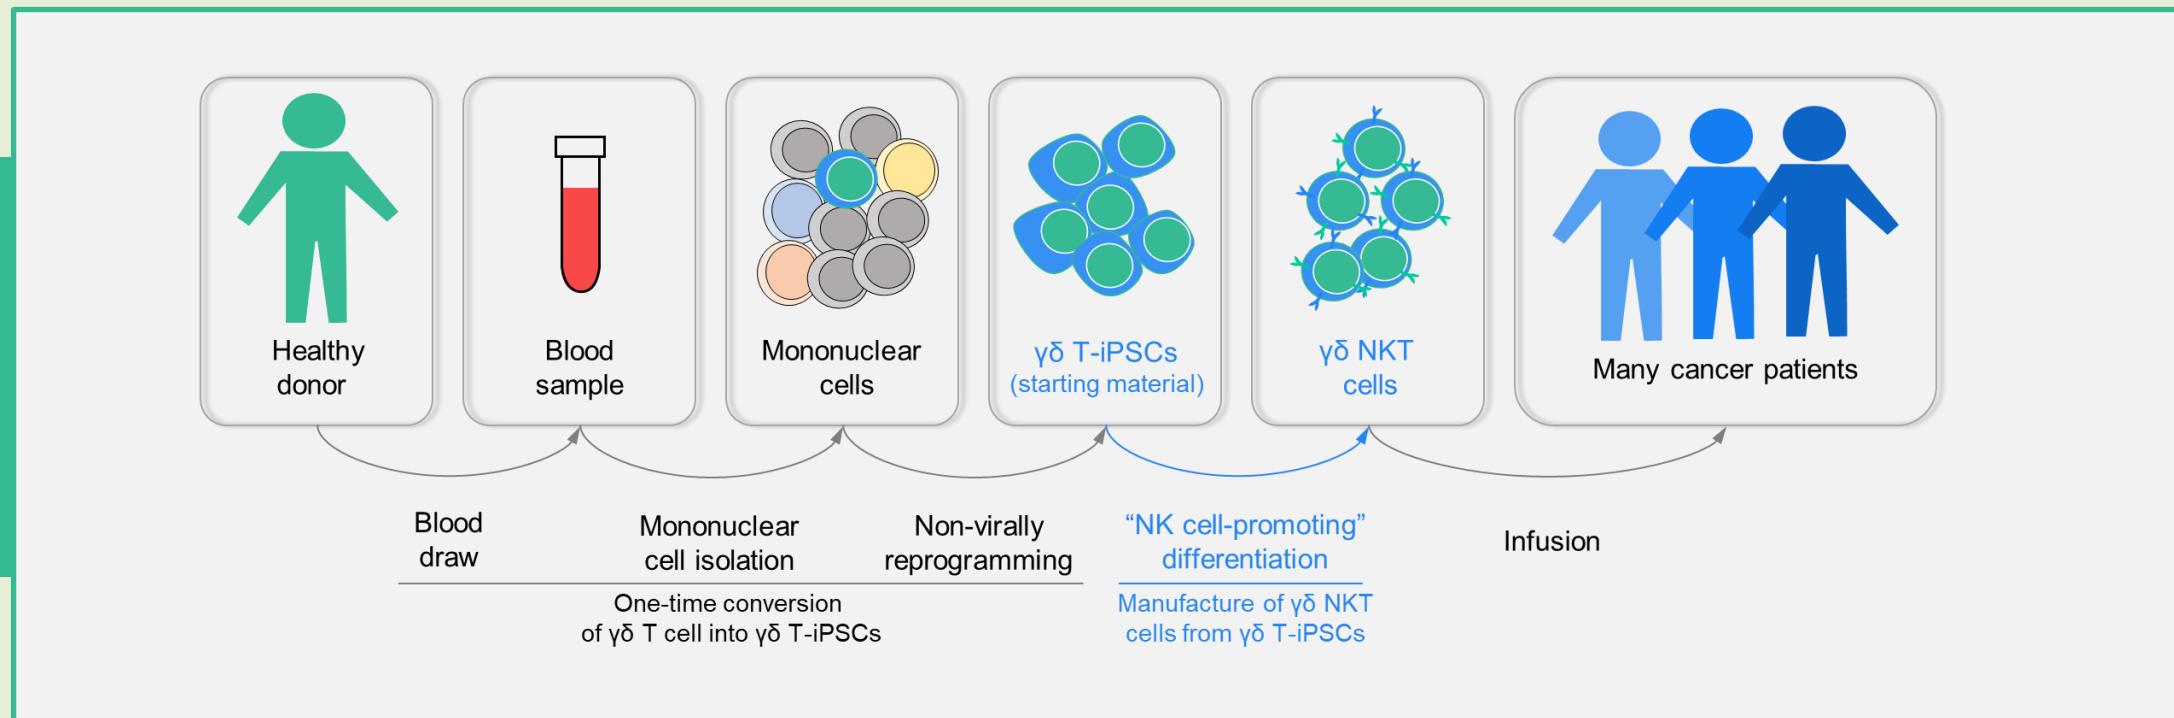 Healthy
donor
Blood
sample
Mononuclear
cells
γδ T-iPSCs
(starting material)
γδ NKT
cells
Many cancer patients
Blood
draw
Mononuclear
cell isolation
Non-virally
reprogramming
“NK cell-promoting”
differentiation
Infusion
One-time conversion
of γδ T cell into γδ T-iPSCs
Manufacture of γδ NKT
cells from γδ T-iPSCs